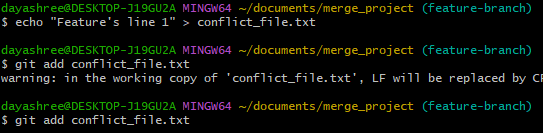 dayashree@DESKTOP-J19GU2A MINGW64 ~/documents/merge_project (feature-branch)
$ echo "Feature's line 1" > conflict_file.txt
dayashree@DESKTOP-J19GU2A MINGW64 ~/documents/merge_project (feature-branch)
$ git add conflict_file.txt
warning: in the working copy of 'conflict_file.txt', LF will be replaced by
dayashree@DESKTOP-J19GU2A MINGW64 ~/documents/merge_project (feature-branch)
$ git add conflict_file.txt